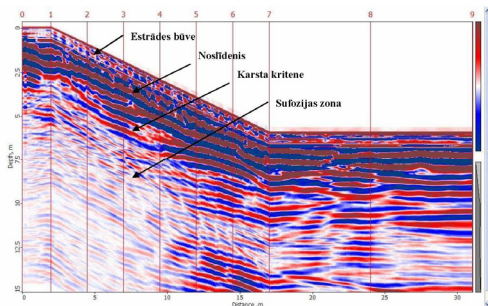 0 1 2 3 4 5 6 7 8 9
Estrādes būve
Noslīdenis
Karsta kritene
Sufozijas zona
0
2.5
5
7.5
10
12.5
15
Depth, m
0 5 10 15 20 25 30
Distance, m